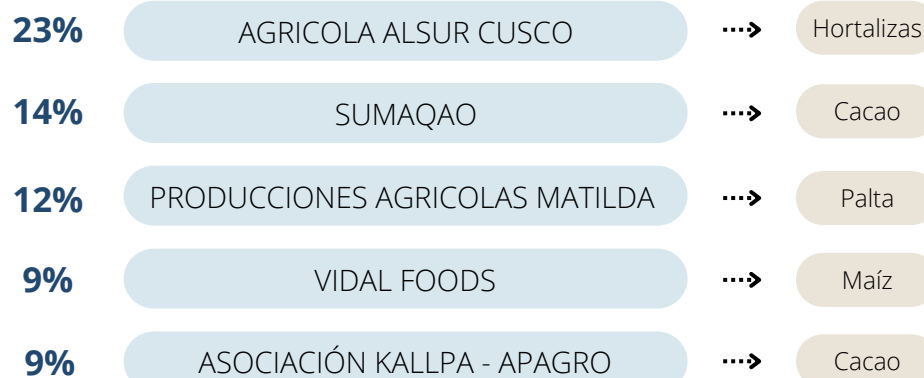 23% AGRICOLA ALSUR CUSCO Hortalizas
14% SUMAQAO Cacao
12% PRODUCCIONES AGRICOLAS MATILDA Palta
9% VIDAL FOODS Maíz
9% ASOCIACIÓN KALLPA - APAGRO Cacao